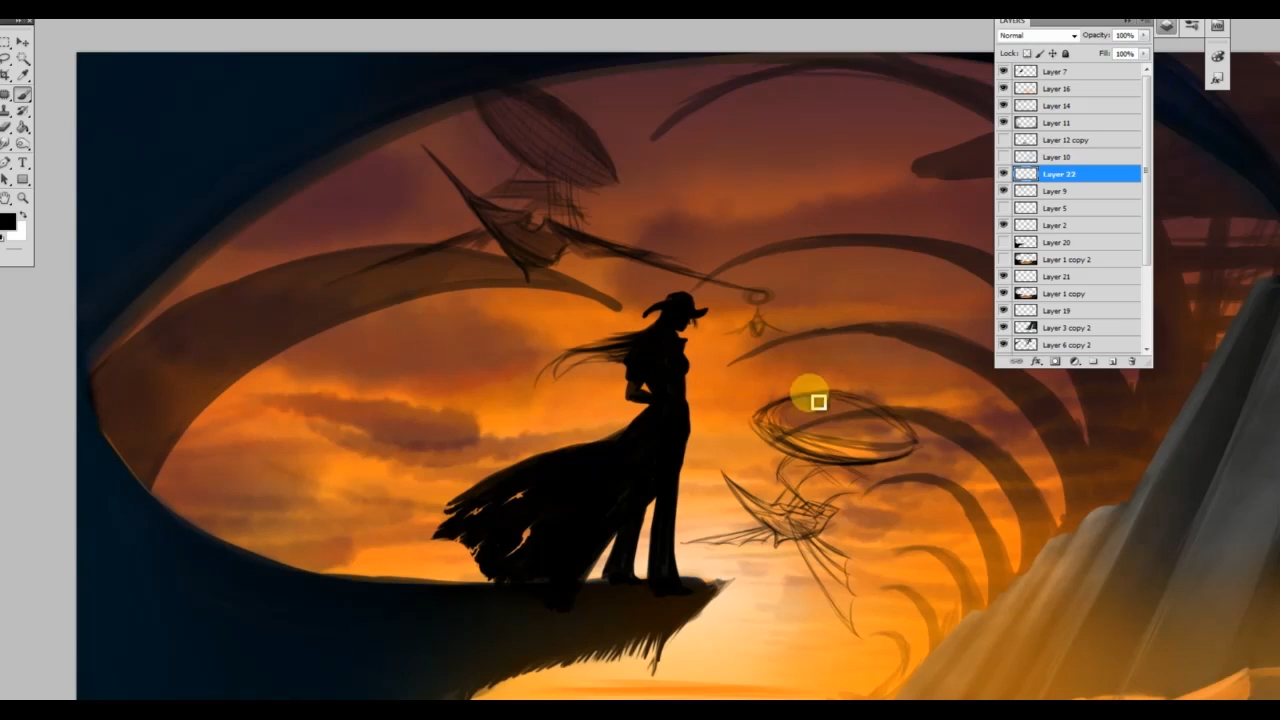 LAYERS
Normal Opacity: 100%
Lock: Fill: 100%
Layer 7
Layer 16
Layer 14
Layer 11
Layer 12 copy
Layer 10
Layer 22
Layer 9
Layer 5
Layer 2
Layer 20
Layer 1 copy 2
Layer 21
Layer 1 copy
Layer 19
Layer 3 copy 2
Layer 6 copy 2